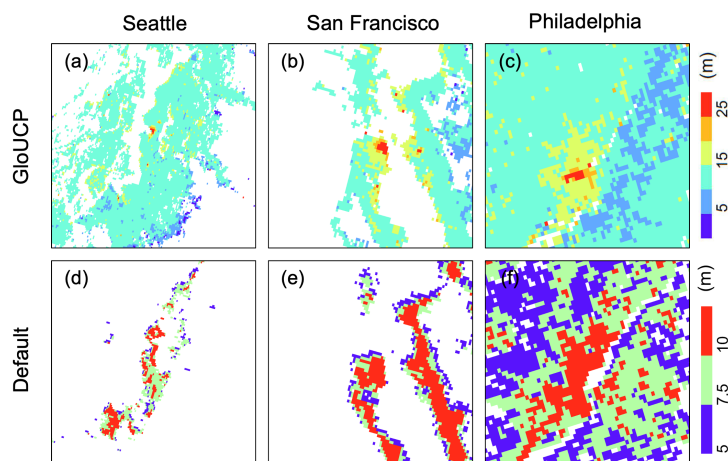 Seattle
San Francisco
Philadelphia
GloUCP
(a)
(b)
(c)
(m)
25
15
5
Default
(d)
(e)
(f)
(m)
10
7.5
5